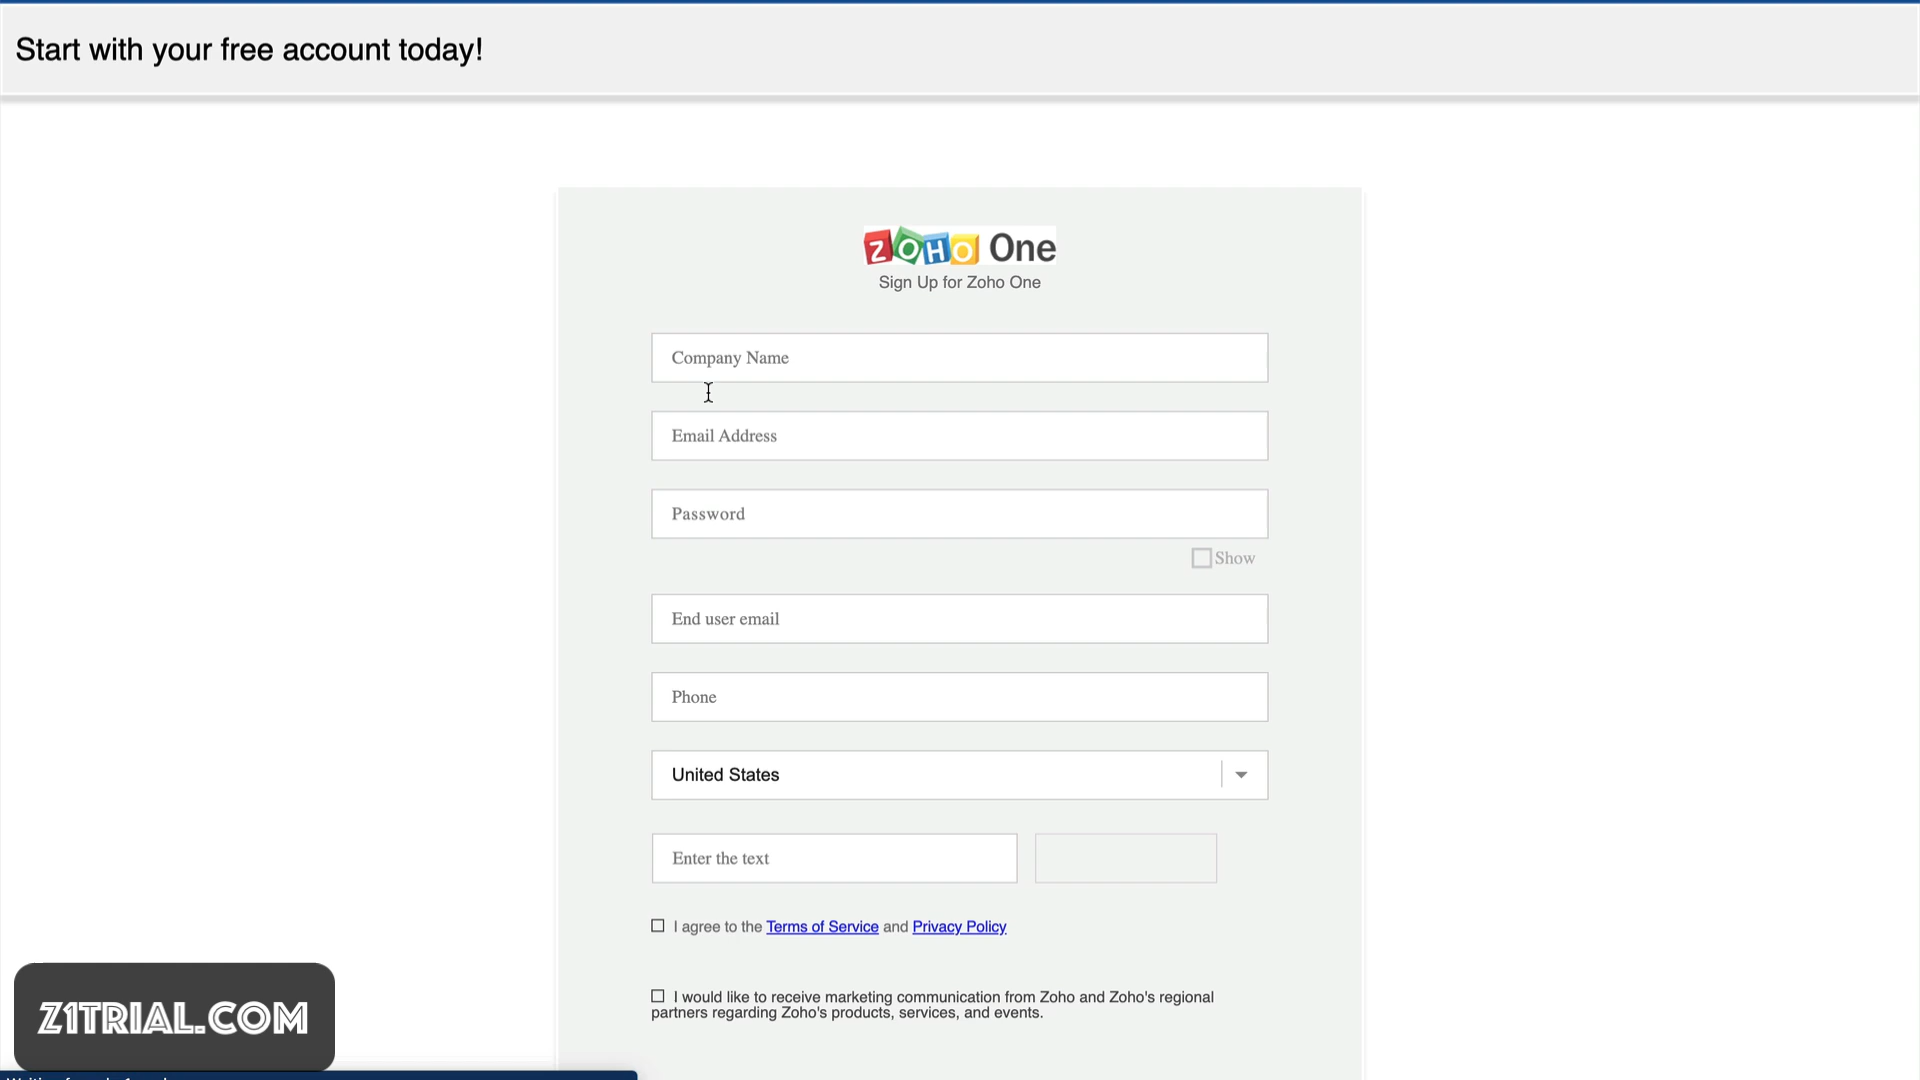 Start with your free account today!
ZOHO One
Sign Up for Zoho One
Company Name
Email Address
Password
Show
End user email
Phone
United States
Enter the text
I agree to the Terms of Service and Privacy Policy
I would like to receive marketing communication from Zoho and Zoho's regional
partners regarding Zoho's products, services, and events.
Z1TRIAL.COM